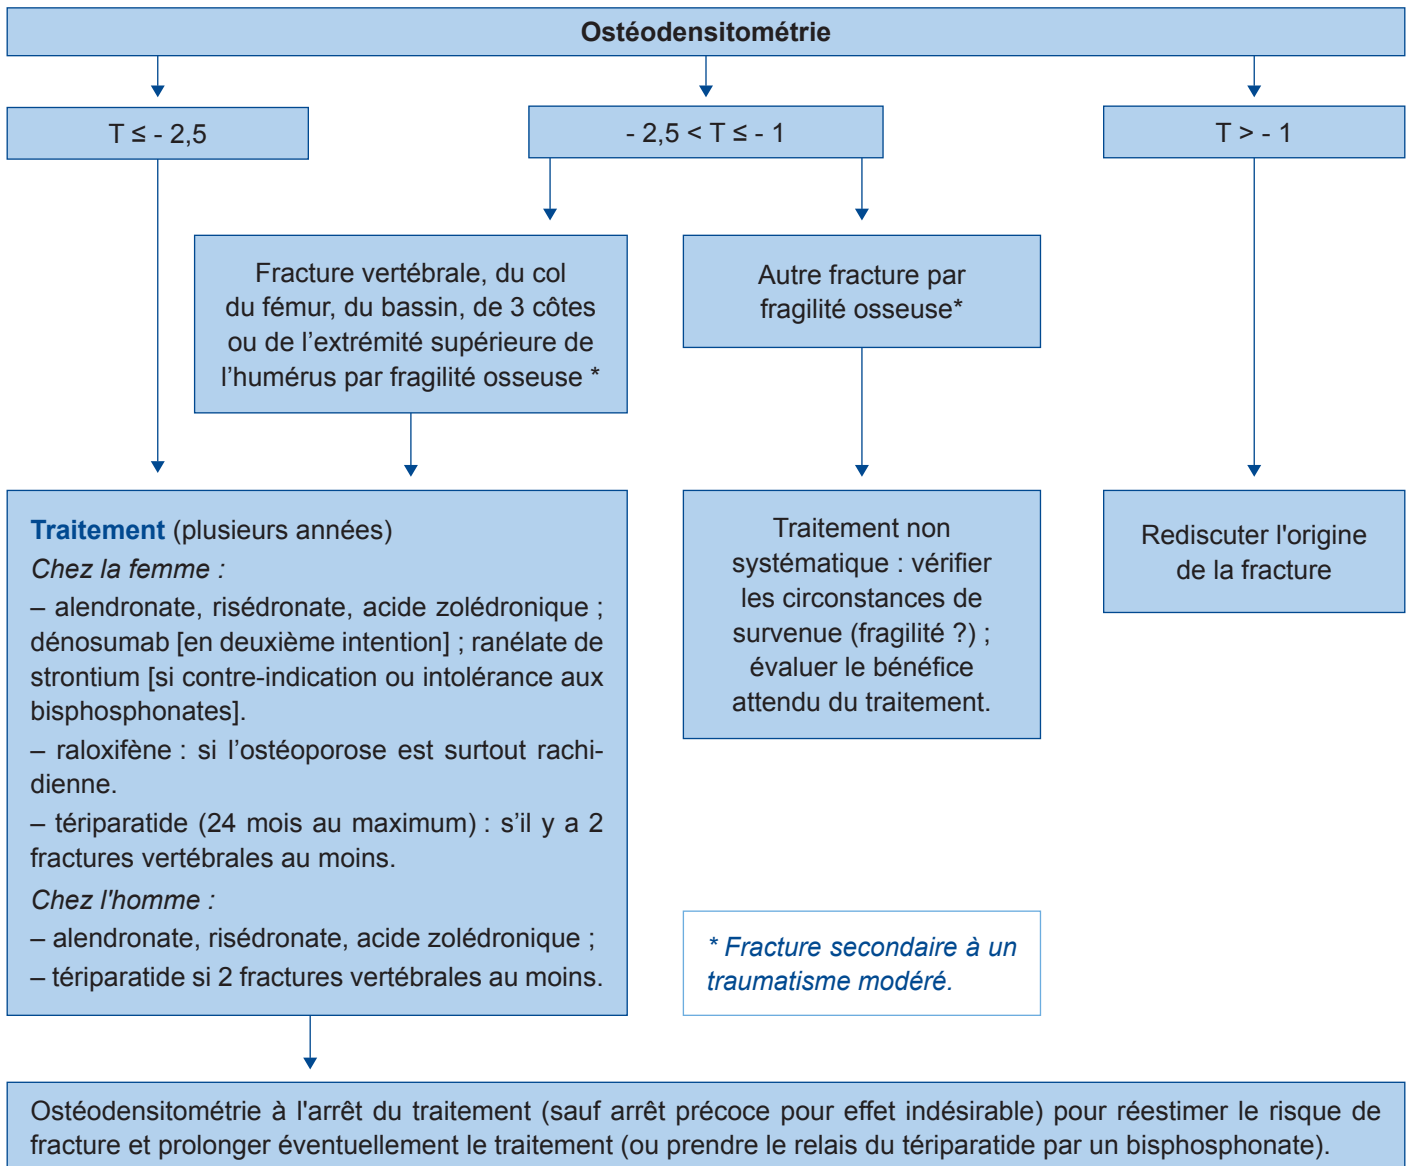 Ostéodensitométrie
T ≤ - 2,5
- 2,5 < T ≤ - 1
T > - 1
Fracture vertébrale, du col
du fémur, du bassin, de 3 côtes
ou de l'extrémité supérieure de
l'humérus par fragilité osseuse *
Autre fracture par
fragilité osseuse*
Traitement (plusieurs années)
Chez la femme :
– alendronate, risédronate, acide zolédronique ;
dénosumab [en deuxième intention] ; ranélate de
strontium [si contre-indication ou intolérance aux
bisphosphonates].
– raloxifène : si l'ostéoporose est surtout rachi-
dienne.
– tériparatide (24 mois au maximum) : s'il y a 2
fractures vertébrales au moins.
Chez l'homme :
– alendronate, risédronate, acide zolédronique ;
– tériparatide si 2 fractures vertébrales au moins.
Traitement non
systématique : vérifier
les circonstances de
survenue (fragilité ?) ;
évaluer le bénéfice
attendu du traitement.
Rediscuter l'origine
de la fracture
* Fracture secondaire à un
traumatisme modéré.
Ostéodensitométrie à l'arrêt du traitement (sauf arrêt précoce pour effet indésirable) pour réestimer le risque de
fracture et prolonger éventuellement le traitement (ou prendre le relais du tériparatide par un bisphosphonate).